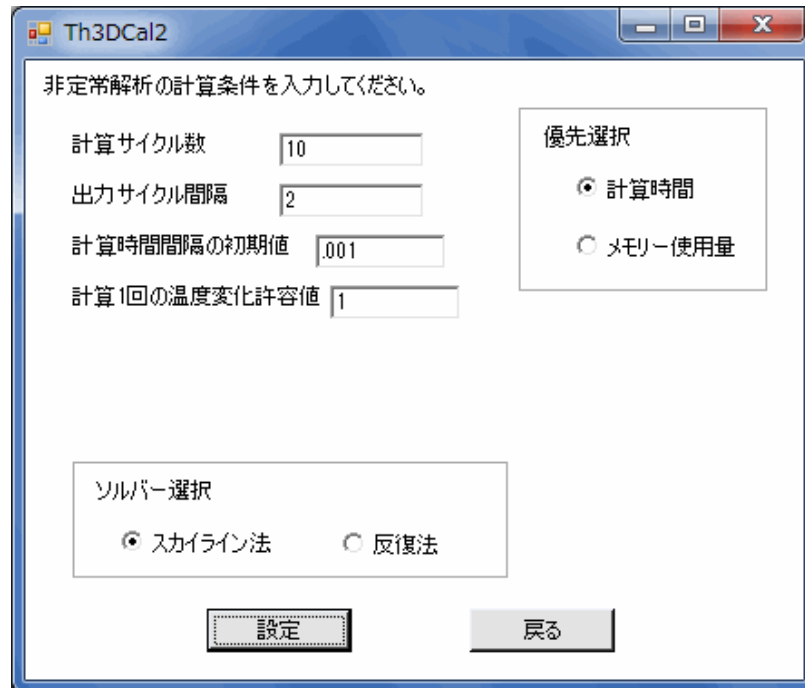 Th3DCal2
非定常解析の計算条件を入力してください。
計算サイクル数 10
出力サイクル間隔 2
計算時間間隔の初期値 .001
計算1回の温度変化許容値 1
優先選択
計算時間
メモリー使用量
ソルバー選択
スカイライン法 反復法
設定 戻る